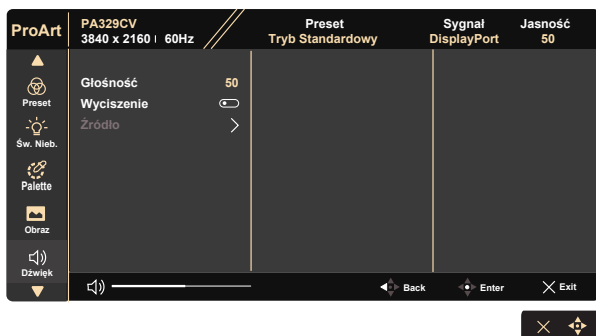 ProArt
PA329CV
3840 x 2160 60Hz
Preset
Tryb Standardowy
Sygnał
DisplayPort
Jasność
50
Preset
Św. Nieb.
Palette
Obraz
Dźwięk
Głośność 50
Wyciszenie
Źródło
Back
Enter
Exit